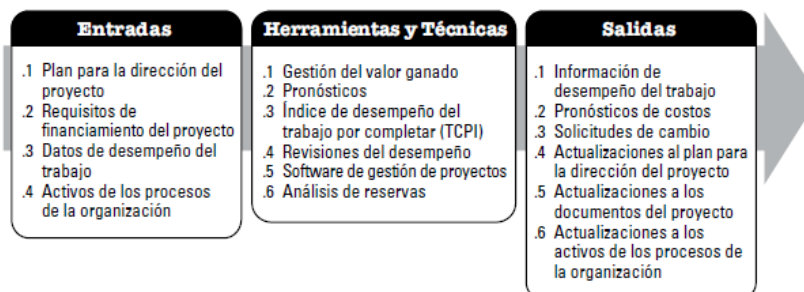 Entradas
.1 Plan para la dirección del
proyecto
.2 Requisitos de
financiamiento del proyecto
.3 Datos de desempeño del
trabajo
.4 Activos de los procesos
de la organización
Herramientas y Técnicas
.1 Gestión del valor ganado
.2 Pronósticos
.3 Índice de desempeño del
trabajo por completar (TCPI)
.4 Revisiones del desempeño
.5 Software de gestión de proyectos
.6 Análisis de reservas
Salidas
.1 Información de
desempeño del trabajo
.2 Pronósticos de costos
.3 Solicitudes de cambio
.4 Actualizaciones al plan para
la dirección del proyecto
.5 Actualizaciones a los
documentos del proyecto
.6 Actualizaciones a los
activos de los procesos de
la organización